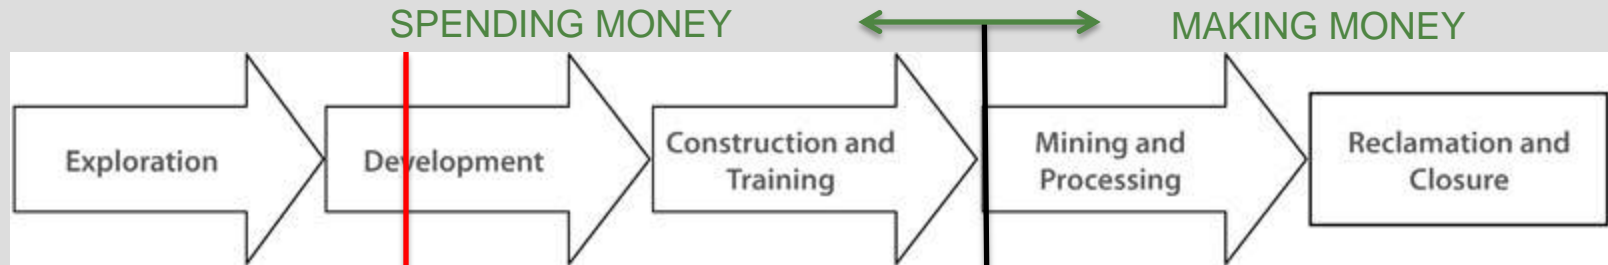 SPENDING MONEY
MAKING MONEY
Exploration
Development
Construction and
Training
Mining and
Processing
Reclamation and
Closure